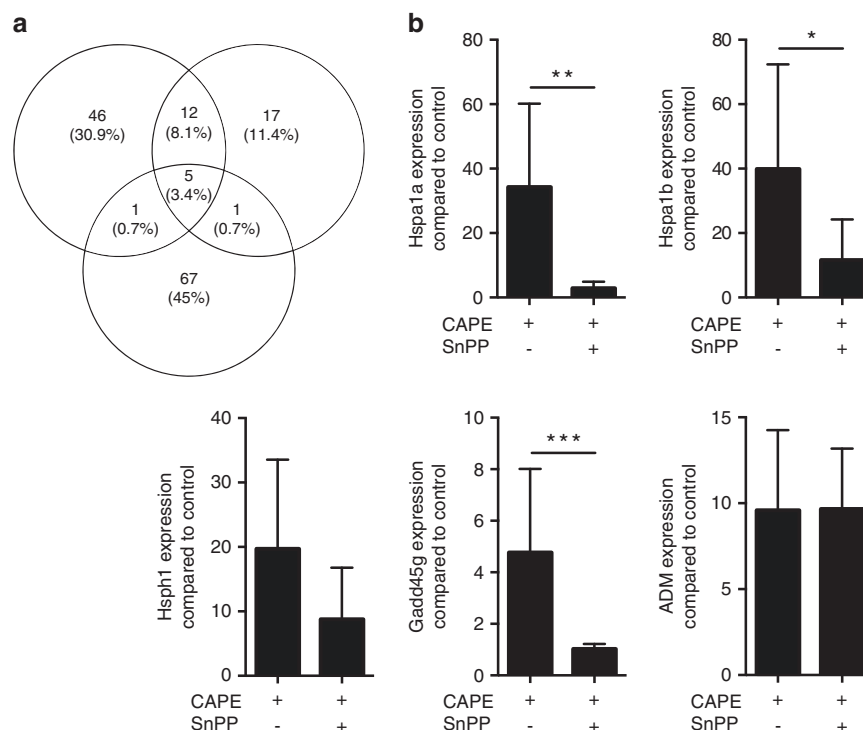 a
46
(30.9%)
12
(8.1%)
17
(11.4%)
5
(3.4%)
1
(0.7%)
1
(0.7%)
67
(45%)
b
Hspa1a expression
compared to control
80
60
40
20
0
**
CAPE + +
SnPP - +
Hspa1b expression
compared to control
80
60
40
20
0
*
CAPE + +
SnPP - +
Hsph1 expression
compared to control
40
30
20
10
0
CAPE + +
SnPP - +
Gadd45g expression
compared to control
10
8
6
4
2
0
***
CAPE + +
SnPP - +
ADM expression
compared to control
15
10
5
0
CAPE + +
SnPP - +